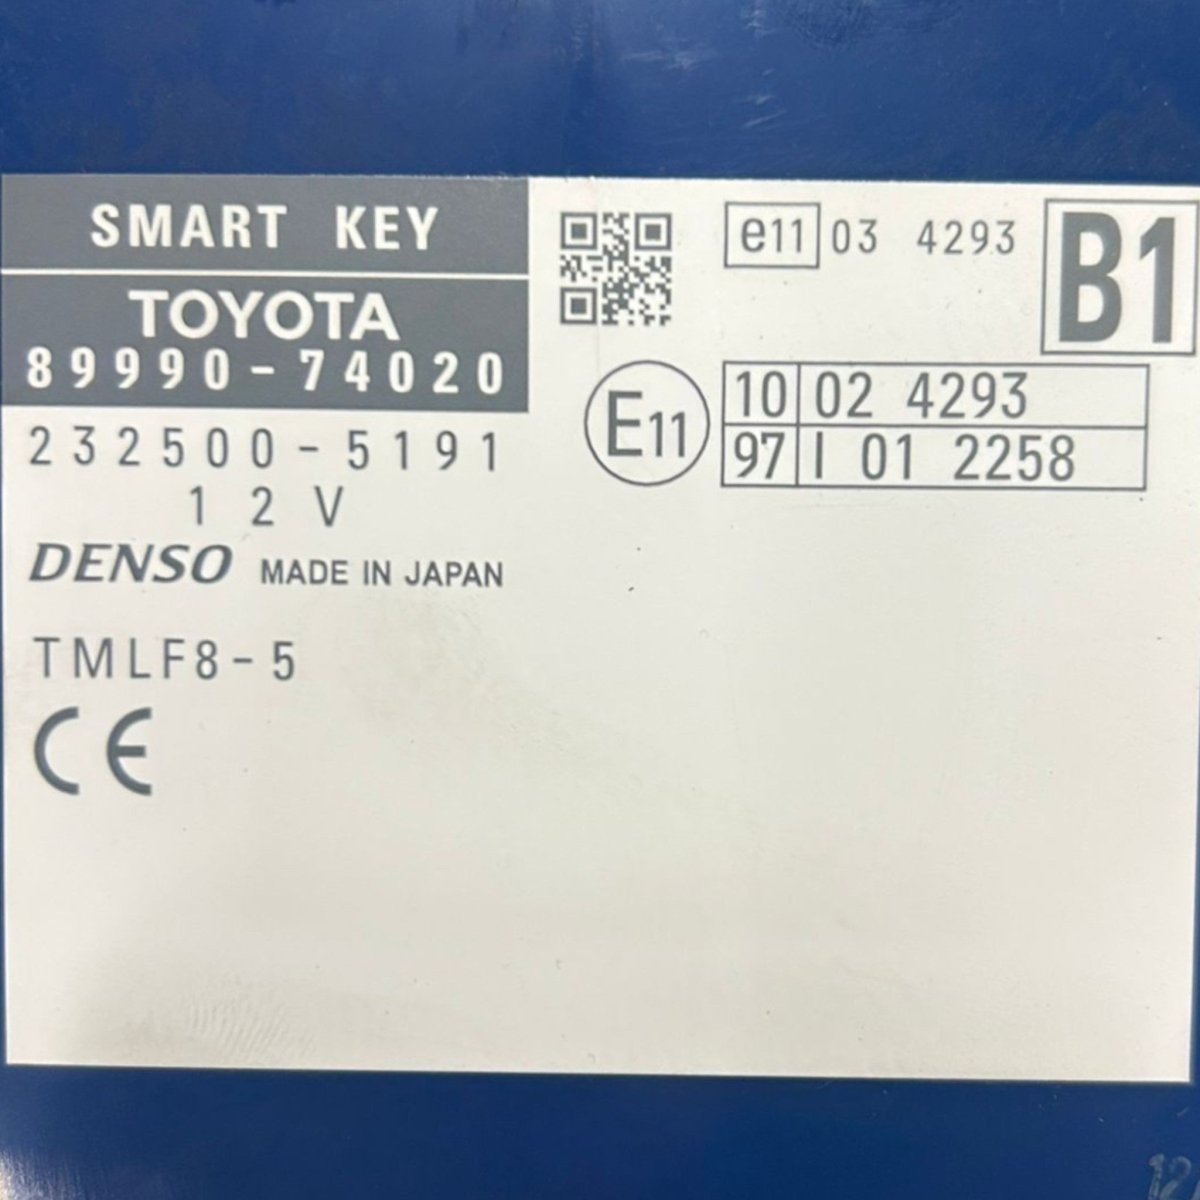 SMART KEY
TOYOTA
89990-74020
232500-5191
12V
DENSO MADE IN JAPAN
TMLF8-5
CE
e11 03 4293
B1
E11
10 02 4293
97 I 01 2258